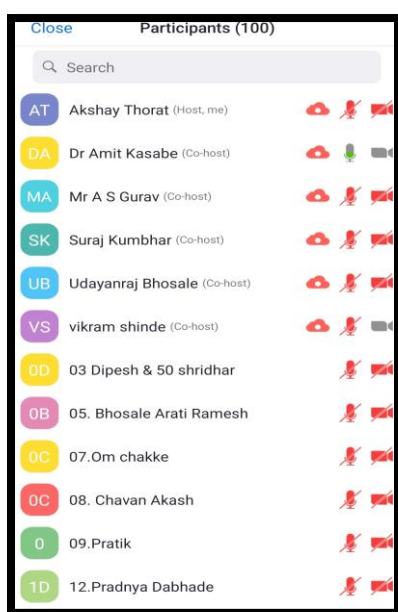 Close Participants (100)
Search
AT Akshay Thorat (Host, me)
DA Dr Amit Kasabe (Co-host)
MA Mr A S Gurav (Co-host)
SK Suraj Kumbhar (Co-host)
UB Udayanraj Bhosale (Co-host)
VS vikram shinde (Co-host)
0D 03 Dipesh & 50 shridhar
0B 05. Bhosale Arati Ramesh
0C 07.Om chakke
0C 08. Chavan Akash
0 09.Pratik
1D 12.Pradnya Dabhade